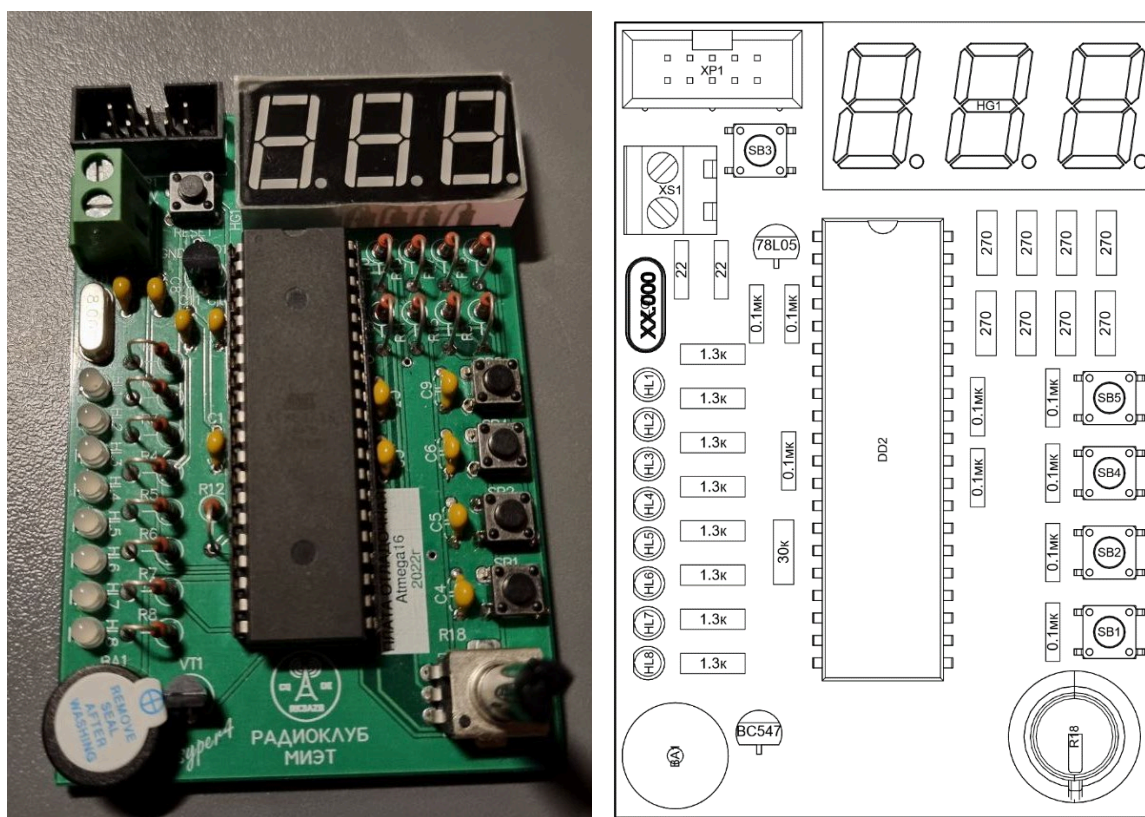 RESET
HG1
GND
8.0
C9
C6
C5
C4
C1
R12
R5
R6
R7
R8
HL2
HL4
HL5
HL6
HL7
HL8
SB2
SB1
R18
VT1
BA1
Atmega16
2022г
REMOVE
SEAL
AFTER
WASHING
РАДИОКЛУБ
МИЭТ
XP1
HG1
SB3
XS1
78L05
22
22
270
270
270
270
XX.000
0.1мк
0.1мк
270
270
270
270
1.3к
HL1
1.3к
0.1мк
0.1мк
SB5
HL2
1.3к
HL3
0.1мк
DD2
0.1мк
0.1мк
SB4
1.3к
HL4
1.3к
HL5
30к
0.1мк
SB2
HL6
1.3к
HL7
1.3к
0.1мк
SB1
HL8
1.3к
BC547
BA1
R18